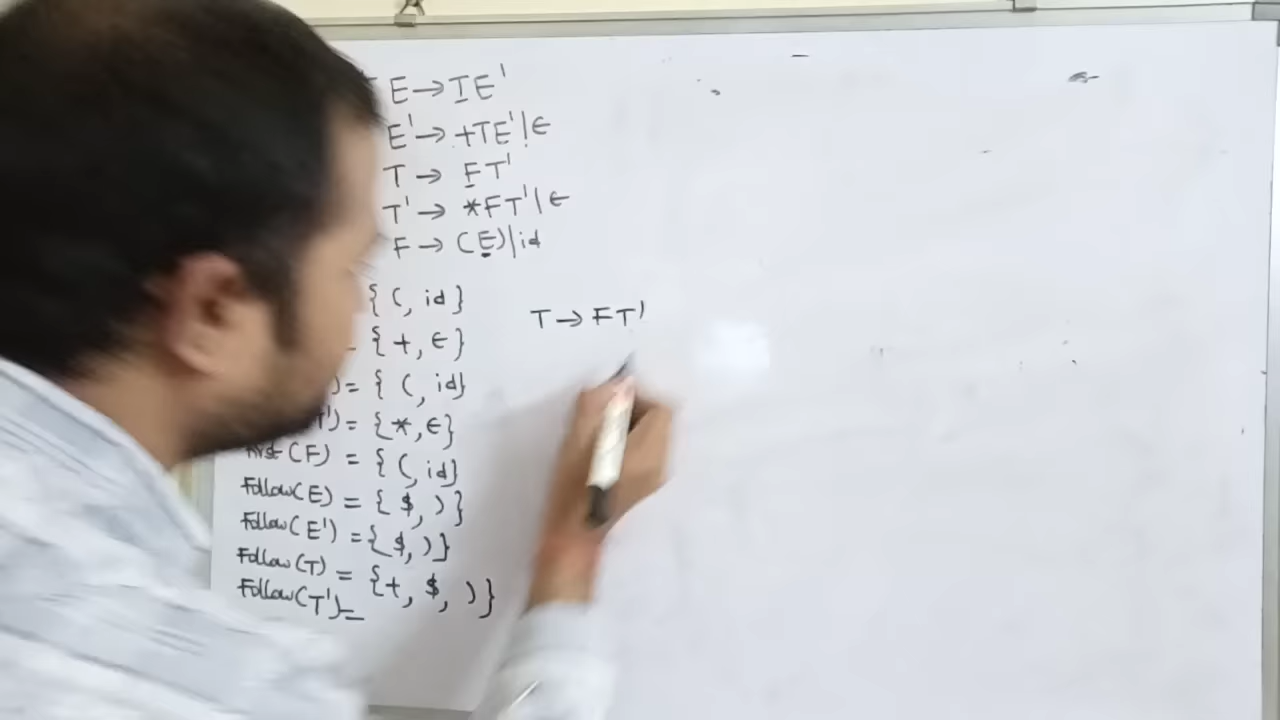 E→TE'
E'→+TE'|∈
T→FT'
T'→*FT'|∈
F→(E)|id
{ (, id}
{+, ∈}
)= { (, id}
')= {*,∈}
(F) = { (, id}
Follow(E) = { $, )}
Follow(E') ={$, )}
Follow(T) = {+, $, )}
Follow(T')=
T→FT'